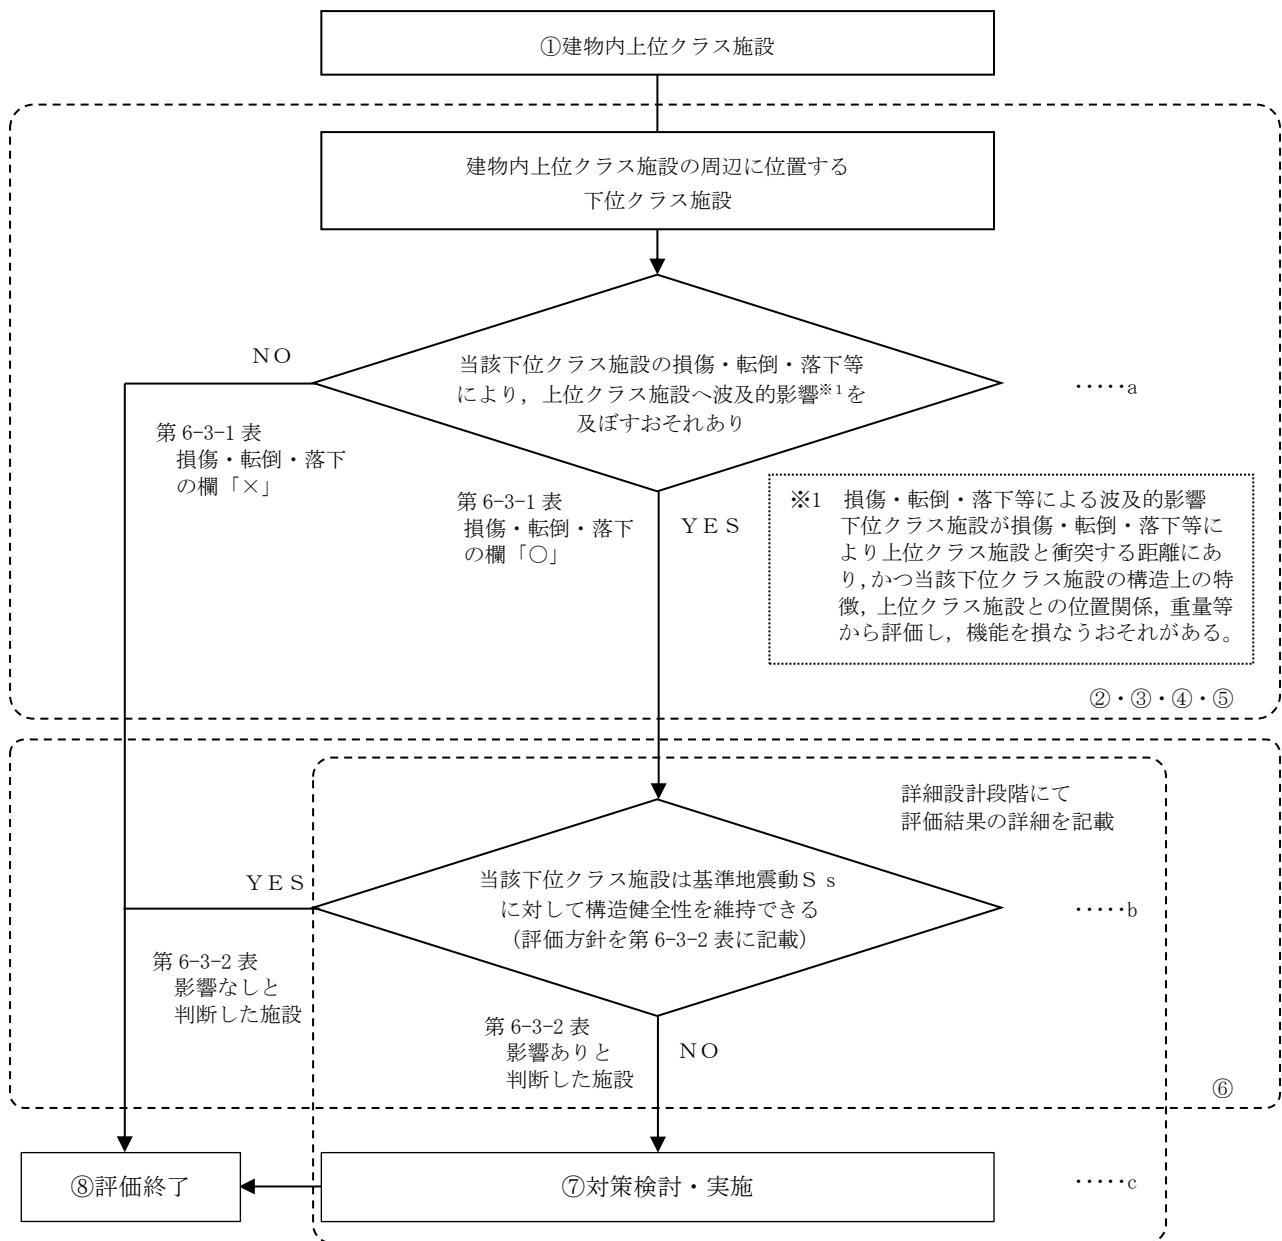 ①建物内上位クラス施設
建物内上位クラス施設の周辺に位置する
下位クラス施設
NO
当該下位クラス施設の損傷・転倒・落下等
により，上位クラス施設へ波及的影響※1を
及ぼすおそれあり
‥‥‥a
第 6-3-1 表
損傷・転倒・落下
の欄「×」
第 6-3-1 表
損傷・転倒・落下
の欄「○」
ＹＥＳ
※1　損傷・転倒・落下等による波及的影響
下位クラス施設が損傷・転倒・落下等に
より上位クラス施設と衝突する距離にあ
り，かつ当該下位クラス施設の構造上の特
徴，上位クラス施設との位置関係，重量等
から評価し，機能を損なうおそれがある。
②・③・④・⑤
詳細設計段階にて
評価結果の詳細を記載
ＹＥＳ
当該下位クラス施設は基準地震動Ｓｓ
に対して構造健全性を維持できる
（評価方針を第 6-3-2 表に記載）
‥‥‥b
第 6-3-2 表
影響なしと
判断した施設
第 6-3-2 表
影響ありと
判断した施設
ＮＯ
⑥
⑧評価終了
⑦対策検討・実施
‥‥‥c